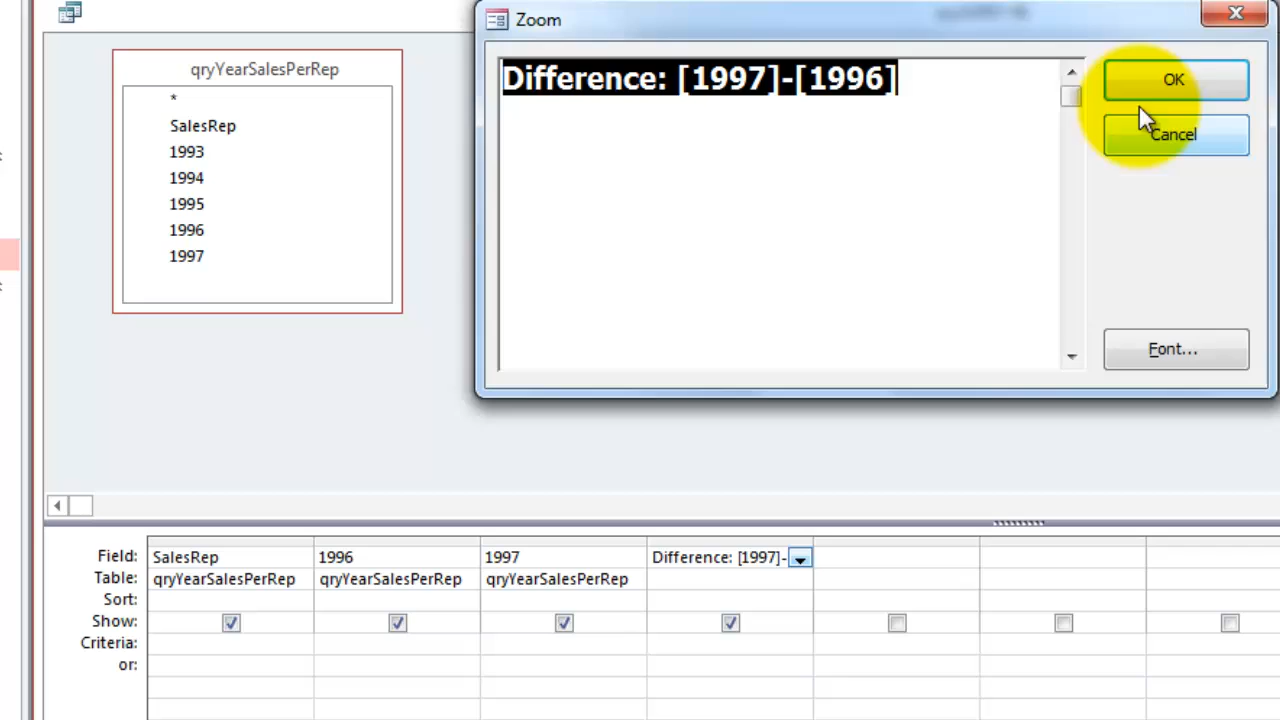 Zoom
Difference: [1997]-[1996]
OK
Cancel
Font...
qryYearSalesPerRep
*
SalesRep
1993
1994
1995
1996
1997
Field: SalesRep 1996 1997 Difference: [1997]-
Table: qryYearSalesPerRep qryYearSalesPerRep qryYearSalesPerRep
Sort:
Show:
Criteria:
or: